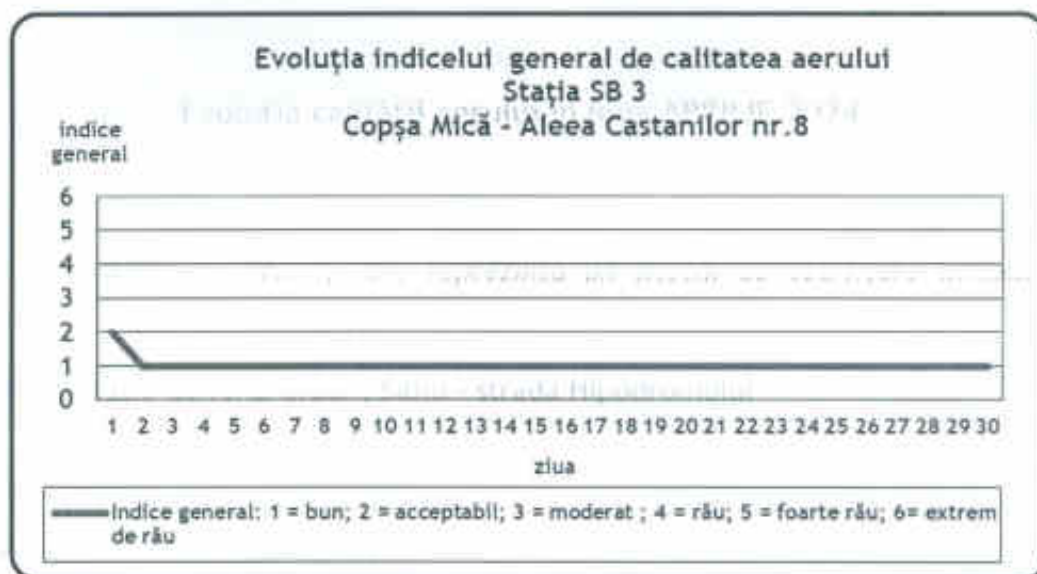 Evoluția indicelui general de calitatea aerului
Stația SB 3
Copșa Mică - Aleea Castanilor nr.8
indice
general
6
5
4
3
2
1
0
1 2 3 4 5 6 7 8 9 10 11 12 13 14 15 16 17 18 19 20 21 22 23 24 25 26 27 28 29 30
ziua
Indice general: 1 = bun; 2 = acceptabil; 3 = moderat ; 4 = rău; 5 = foarte rău; 6= extrem
de rău